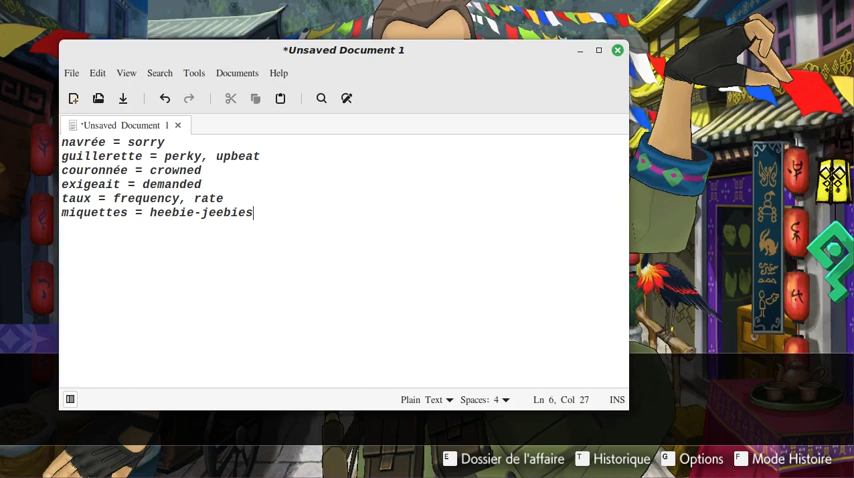 *Unsaved Document 1
File Edit View Search Tools Documents Help
*Unsaved Document 1
navrée = sorry
guillerette = perky, upbeat
couronnée = crowned
exigeait = demanded
taux = frequency, rate
miquettes = heebie-jeebies
Plain Text Spaces: 4 Ln 6, Col 27 INS
E Dossier de l'affaire T Historique G Options F Mode Histoire